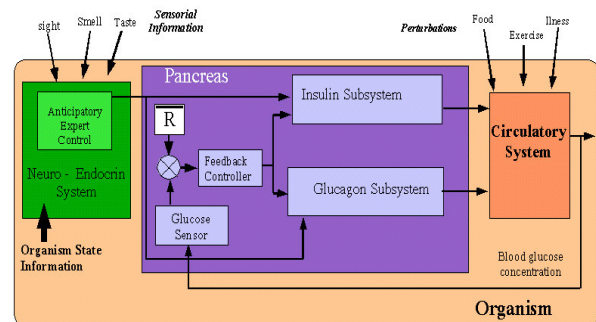 sight
Smell
Taste
Sensorial
Information
Perturbations
Food
Exercise
Ilness
Pancreas
Anticipatory
Expert
Control
Neuro - Endocrin
System
Organism State
Information
R
Feedback
Controller
Glucose
Sensor
Insulin Subsystem
Glucagon Subsystem
Circulatory
System
Blood glucose
concentration
Organism